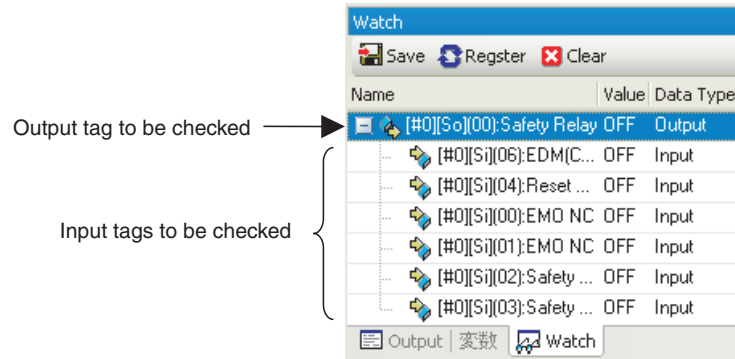 Watch
Save Regster Clear
Name Value Data Type
Output tag to be checked [#0][So](00):Safety Relay OFF Output
[#0][Si](06):EDM(C... OFF Input
[#0][Si](04):Reset ... OFF Input
Input tags to be checked [#0][Si](00):EMO NC OFF Input
[#0][Si](01):EMO NC OFF Input
[#0][Si](02):Safety ... OFF Input
[#0][Si](03):Safety ... OFF Input
Output 変数 Watch